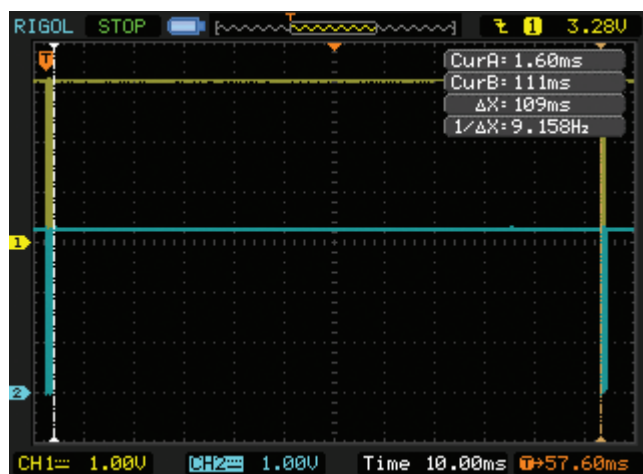 RIGOL STOP T 1 3.28V
T
CurA: 1.60ms
CurB: 111ms
ΔX: 109ms
1/ΔX: 9.158Hz
1
2
CH1 1.00V CH2 1.00V Time 10.00ms T→57.60ms